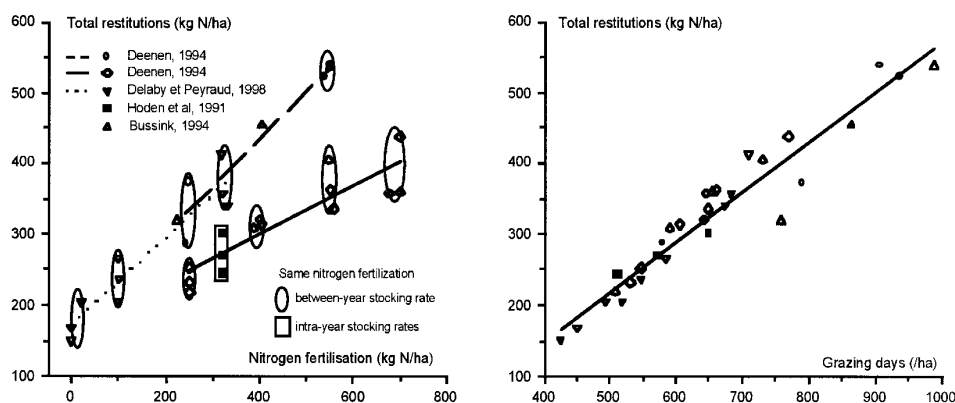 Total restitutions (kg N/ha)
600
500
400
300
200
100
Deenen, 1994
Deenen, 1994
Delaby et Peyraud, 1998
Hoden et al, 1991
Bussink, 1994
Same nitrogen fertilization
between-year stocking rate
intra-year stocking rates
Nitrogen fertilisation (kg N/ha)
0 200 400 600 800
Total restitutions (kg N/ha)
600
500
400
300
200
100
Grazing days (/ha)
400 500 600 700 800 900 1000